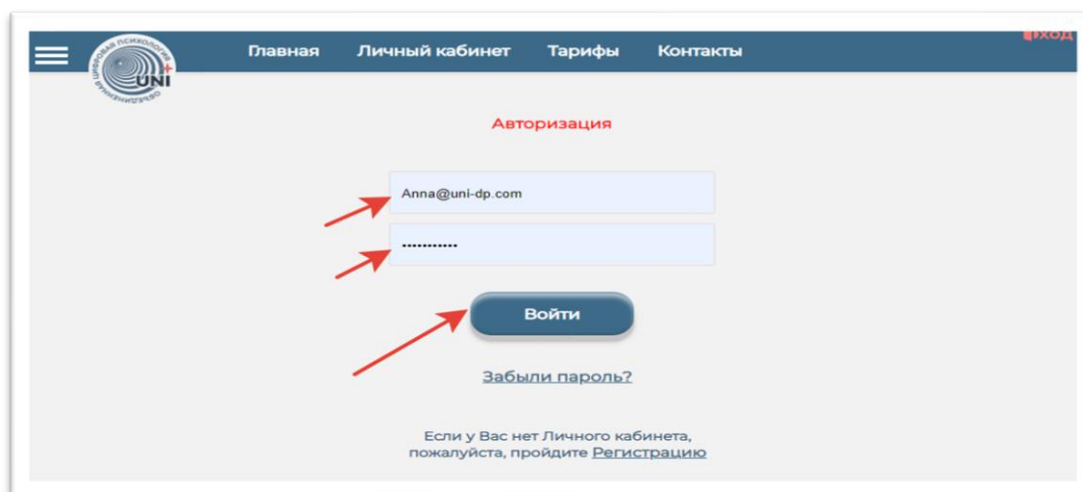 Главная Личный кабинет Тарифы Контакты
UNI
Авторизация
Anna@uni-dp.com
Войти
Забыли пароль?
Если у Вас нет Личного кабинета,
пожалуйста, пройдите Регистрацию